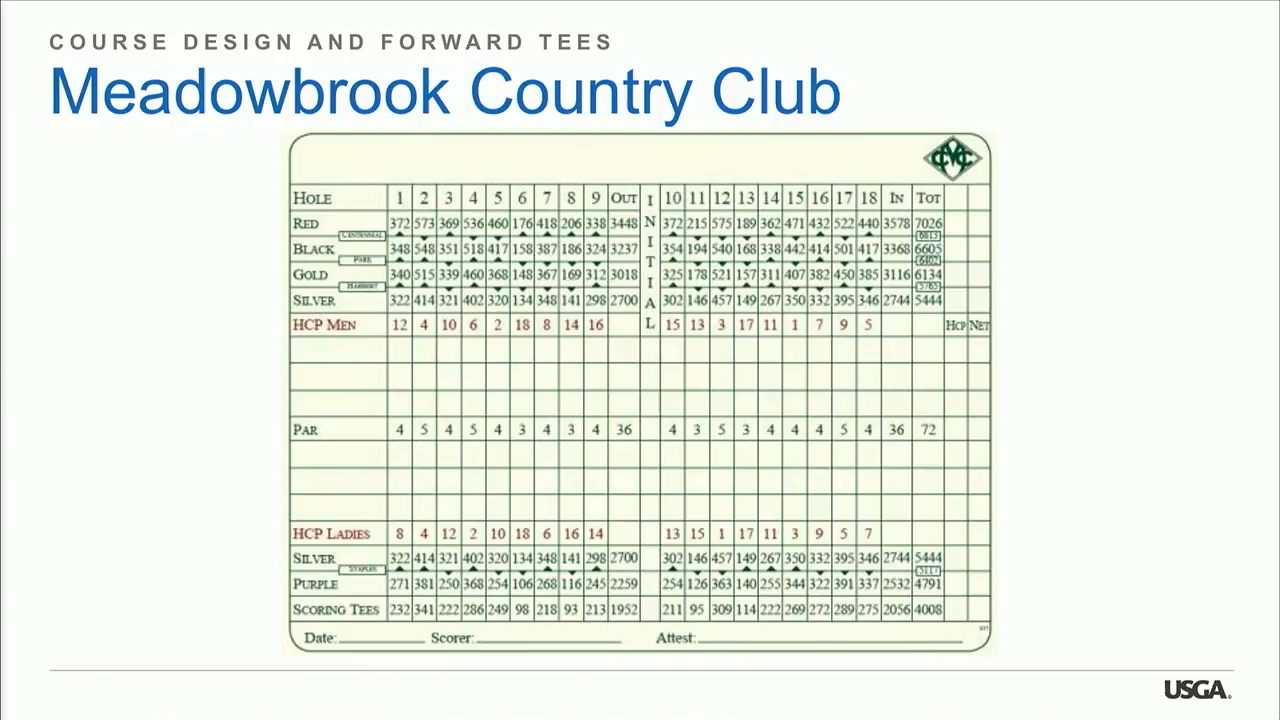 COURSE DESIGN AND FORWARD TEES
Meadowbrook Country Club
HOLE 1 2 3 4 5 6 7 8 9 OUT INITIAL 10 11 12 13 14 15 16 17 18 IN TOT
RED 372 573 369 536 460 176 418 206 338 3448 372 215 575 189 362 471 432 522 440 3578 7026
CENTENNIAL 6813
BLACK 348 548 351 518 417 158 387 186 324 3237 354 194 540 168 338 442 414 501 417 3368 6605
PARK 6402
GOLD 340 515 339 460 368 148 367 169 312 3018 325 178 521 157 311 407 382 450 385 3116 6134
5785
SILVER 322 414 321 402 320 134 348 141 298 2700 302 146 457 149 267 350 332 395 346 2744 5444
HCP MEN 12 4 10 6 2 18 8 14 16 15 13 3 17 11 1 7 9 5 HCP NET
PAR 4 5 4 5 4 3 4 3 4 36 4 3 5 3 4 4 4 5 4 36 72
HCP LADIES 8 4 12 2 10 18 6 16 14 13 15 1 17 11 3 9 5 7
SILVER 322 414 321 402 320 134 348 141 298 2700 302 146 457 149 267 350 332 395 346 2744 5444
STAPLES 5117
PURPLE 271 381 250 368 254 106 268 116 245 2259 254 126 363 140 255 344 322 391 337 2532 4791
SCORING TEES 232 341 222 286 249 98 218 93 213 1952 211 95 309 114 222 269 272 289 275 2056 4008
Date: Scorer: Attest:
USGA